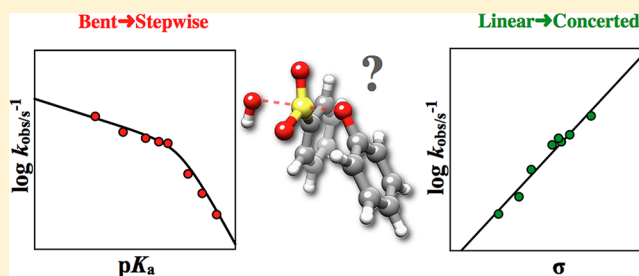 Bent→Stepwise
Linear→Concerted
?
log kobs/s⁻¹
pKa
log kobs/s⁻¹
σ